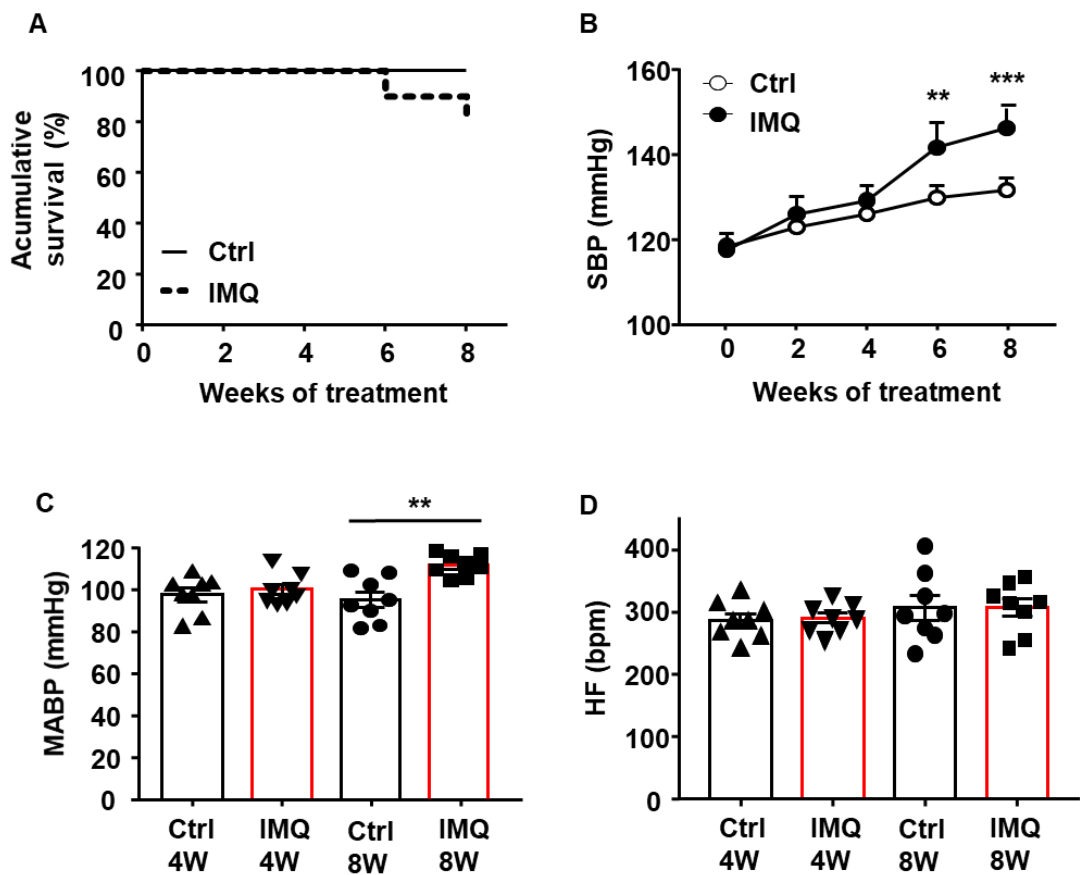 A
Acumulative
survival (%)
100
80
60
40
20
0
Ctrl
IMQ
0 2 4 6 8
Weeks of treatment
B
SBP (mmHg)
160
140
120
100
Ctrl
IMQ
** ***
0 2 4 6 8
Weeks of treatment
C
MABP (mmHg)
120
100
80
60
40
20
0
**
Ctrl IMQ Ctrl IMQ
4W 4W 8W 8W
D
HF (bpm)
400
300
200
100
0
Ctrl IMQ Ctrl IMQ
4W 4W 8W 8W